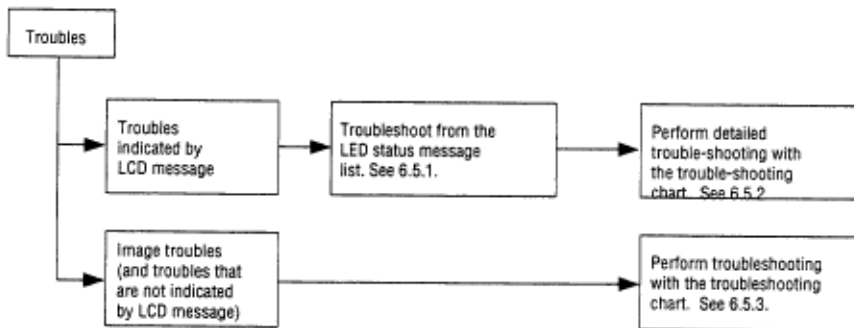 Troubles
Troubles
indicated by
LCD message
Troubleshoot from the
LED status message
list. See 6.5.1.
Perform detailed
trouble-shooting with
the trouble-shooting
chart. See 6.5.2
Image troubles
(and troubles that
are not indicated
by LCD message)
Perform troubleshooting
with the troubleshooting
chart. See 6.5.3.